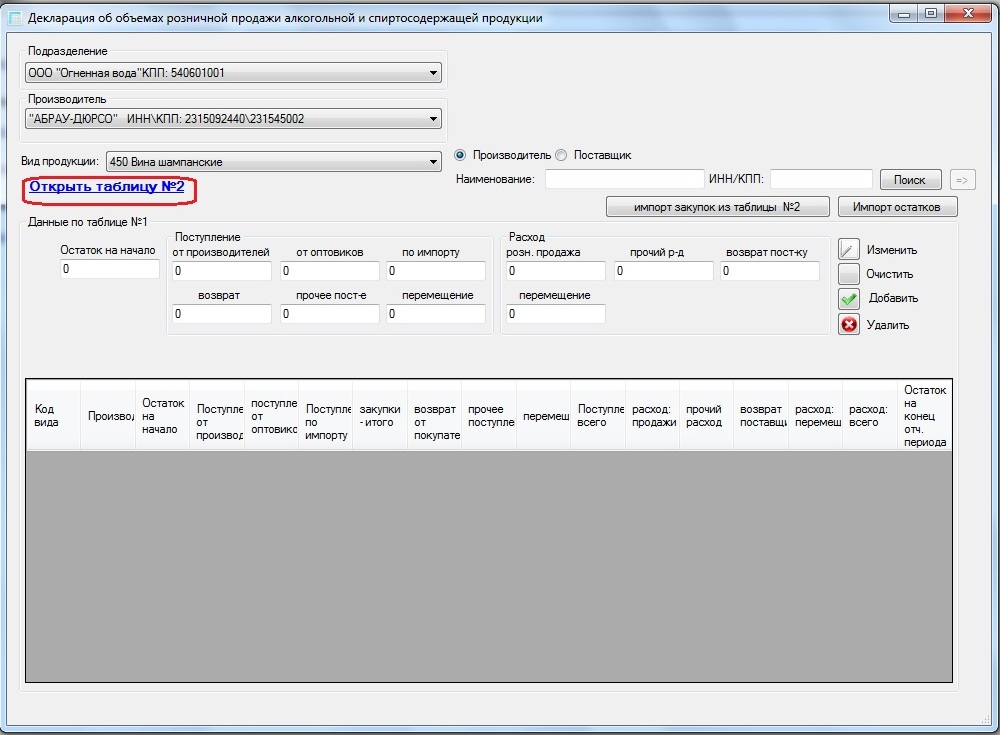 Декларация об объемах розничной продажи алкогольной и спиртосодержащей продукции
Подразделение
ООО "Огненная вода"КПП: 540601001
Производитель
"АБРАУ-ДЮРСО" ИНН\КПП: 2315092440\231545002
Вид продукции: 450 Вина шампанские
Производитель Поставщик
Наименование: ИНН/КПП: Поиск =>
Открыть таблицу №2
импорт закупок из таблицы №2 Импорт остатков
Данные по таблице №1
Остаток на начало
0
Поступление
от производителей от оптовиков по импорту
0 0 0
возврат прочее пост-е перемещение
0 0 0
Расход
розн. продажа прочий р-д возврат пост-ку
0 0 0
перемещение
0
Изменить
Очистить
Добавить
Удалить
Код
вида
Произво
Остаток
на
начало
Поступле
от
производ
поступле
от
оптовико
Поступле
по
импорту
закупки
- итого
возврат
от
покупате
прочее
поступле
перемещ
Поступле
всего
расход:
продажи
прочий
расход
возврат
поставщи
расход:
перемещ
расход:
всего
Остаток
на
конец
отч.
периода